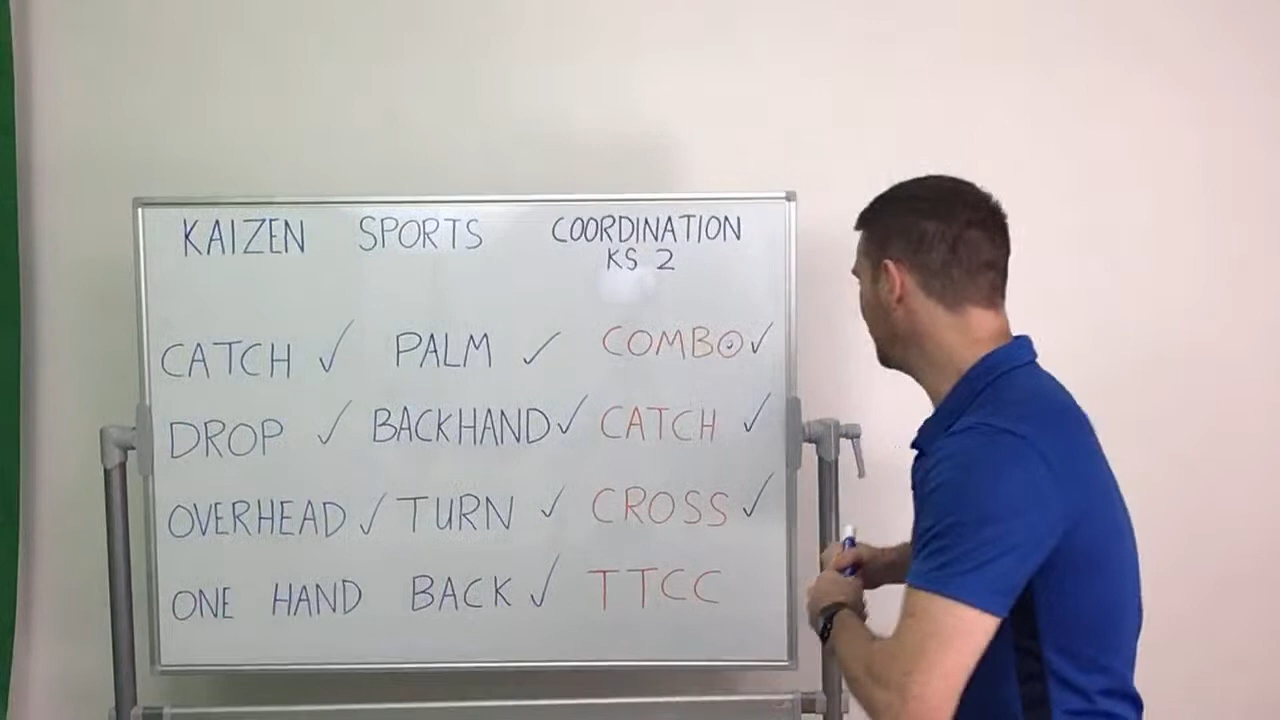 KAIZEN SPORTS COORDINATION
KS 2
CATCH ✓ PALM ✓ COMBO ✓
DROP ✓ BACKHAND ✓ CATCH ✓
OVERHEAD ✓ TURN ✓ CROSS ✓
ONE HAND BACK ✓ TTCC